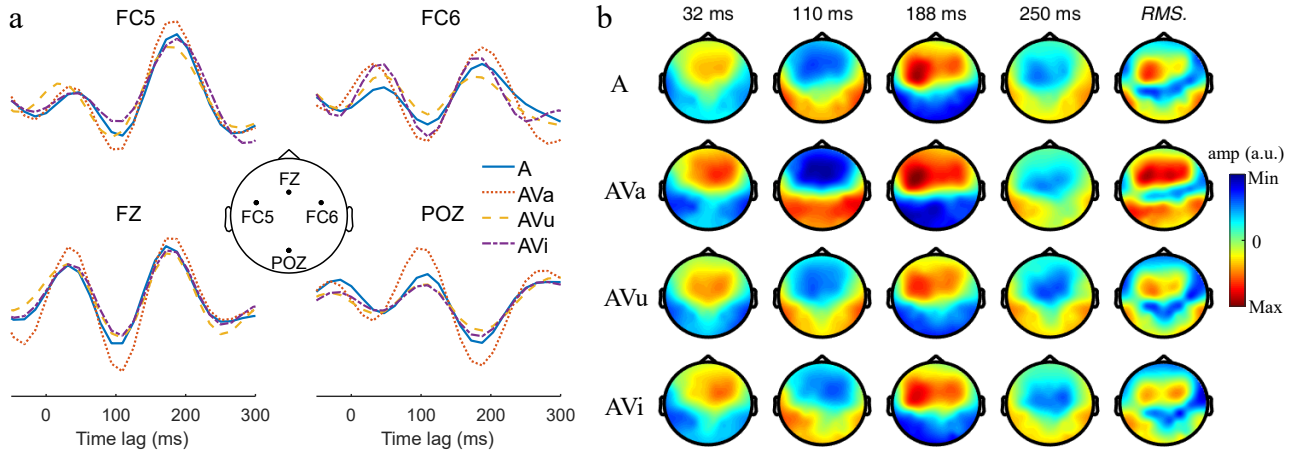 a
FC5
FC6
FZ
FC5
FC6
POZ
A
AVa
AVu
AVi
FZ
POZ
0
100
200
300
Time lag (ms)
0
100
200
300
Time lag (ms)
b
32 ms
110 ms
188 ms
250 ms
RMS.
A
AVa
AVu
AVi
amp (a.u.)
Min
0
Max